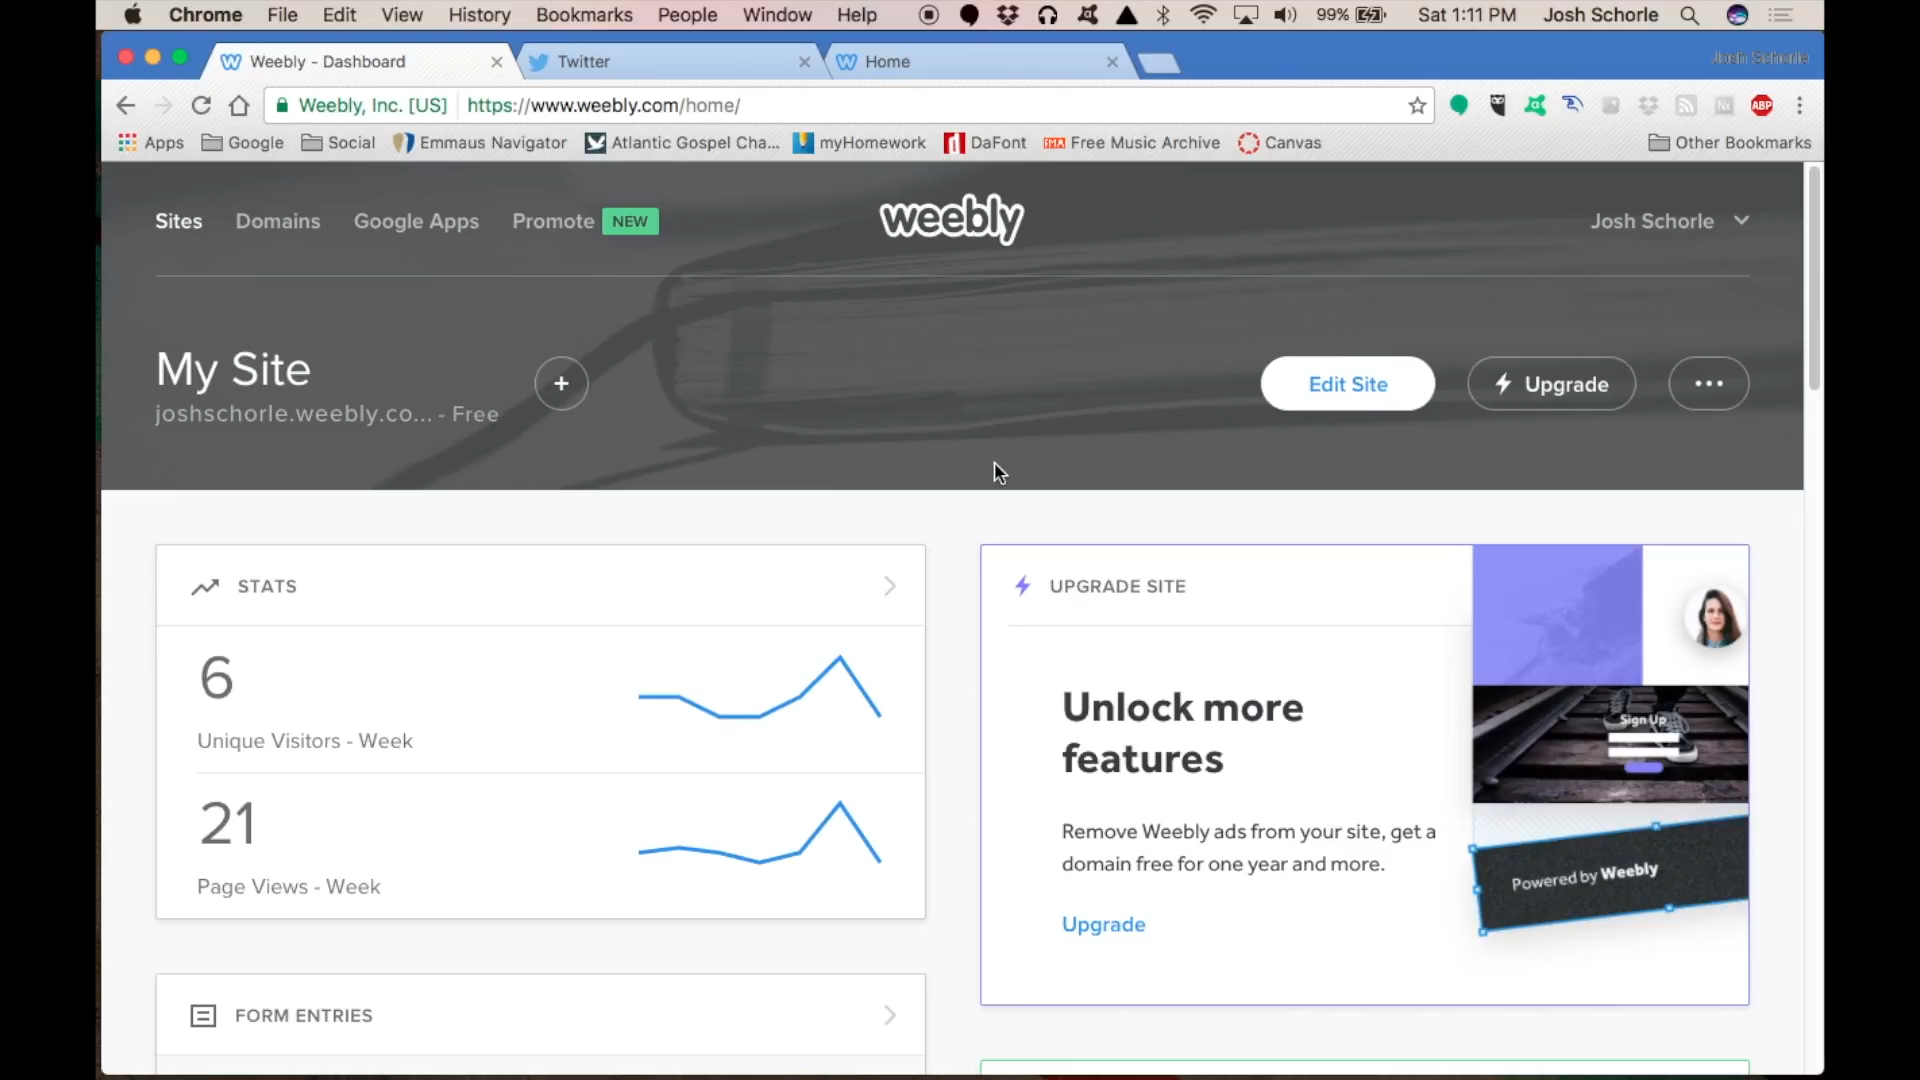 Chrome File Edit View History Bookmarks People Window Help 99% Sat 1:11 PM Josh Schorle
Weebly - Dashboard
Twitter
Home
Josh Schorle
Weebly, Inc. [US] https://www.weebly.com/home/
ABP
Apps Google Social Emmaus Navigator Atlantic Gospel Cha... myHomework DaFont FMA Free Music Archive Canvas Other Bookmarks
Sites Domains Google Apps Promote NEW
weebly
Josh Schorle
My Site
joshschorle.weebly.co... - Free
+
Edit Site
Upgrade
STATS
6
Unique Visitors - Week
21
Page Views - Week
FORM ENTRIES
UPGRADE SITE
Unlock more
features
Remove Weebly ads from your site, get a
domain free for one year and more.
Upgrade
Sign Up
Powered by Weebly